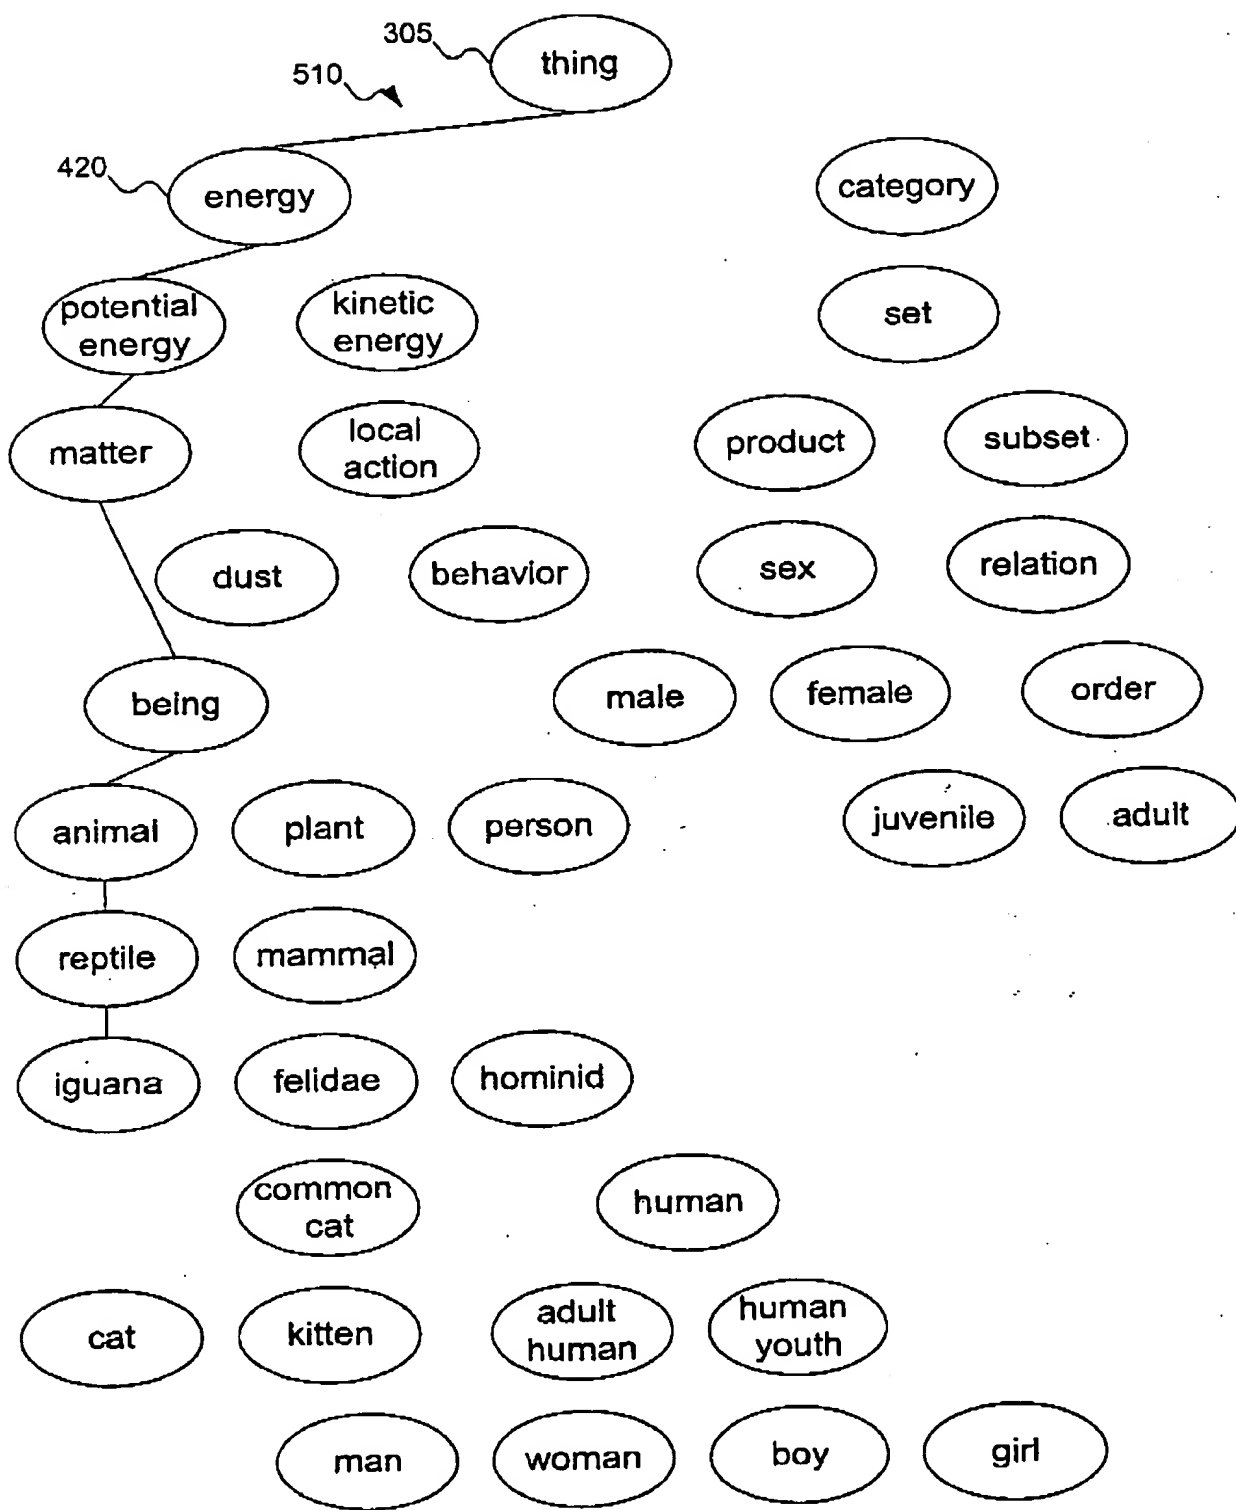 305
thing
510
420
energy
category
potential
energy
kinetic
energy
set
matter
local
action
product
subset
dust
behavior
sex
relation
being
male
female
order
animal
plant
person
juvenile
adult
reptile
mammal
iguana
felidae
hominid
common
cat
human
cat
kitten
adult
human
human
youth
man
woman
boy
girl